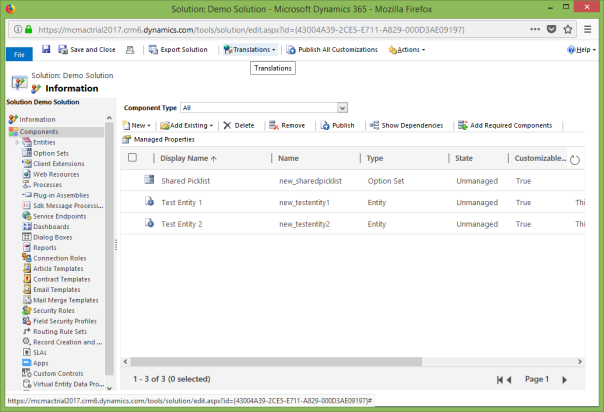 Solution: Demo Solution - Microsoft Dynamics 365 - Mozilla Firefox
https://mcmactrial2017.crm6.dynamics.com/tools/solution/edit.aspx?id={43004A39-2CE5-E711-A829-000D3AE09197}
File
Save and Close
Export Solution
Translations
Publish All Customizations
Actions
Help
Translations
Solution: Demo Solution
Information
Solution Demo Solution
Information
Components
Entities
Option Sets
Client Extensions
Web Resources
Processes
Plug-in Assemblies
Sdk Message Processi...
Service Endpoints
Dashboards
Dialog Boxes
Reports
Connection Roles
Article Templates
Contract Templates
Email Templates
Mail Merge Templates
Security Roles
Field Security Profiles
Routing Rule Sets
Record Creation and ...
SLAs
Apps
Custom Controls
Virtual Entity Data Pro...
Component Type All
New Add Existing Delete Remove Publish Show Dependencies Add Required Components
Managed Properties
Display Name Name Type State Customizable...
Shared Picklist new_sharedpicklist Option Set Unmanaged True
Test Entity 1 new_testentity1 Entity Unmanaged True Thi
Test Entity 2 new_testentity2 Entity Unmanaged True Thi
1 - 3 of 3 (0 selected) Page 1
https://mcmactrial2017.crm6.dynamics.com/tools/solution/edit.aspx?id={43004A39-2CE5-E711-A829-000D3AE09197}#